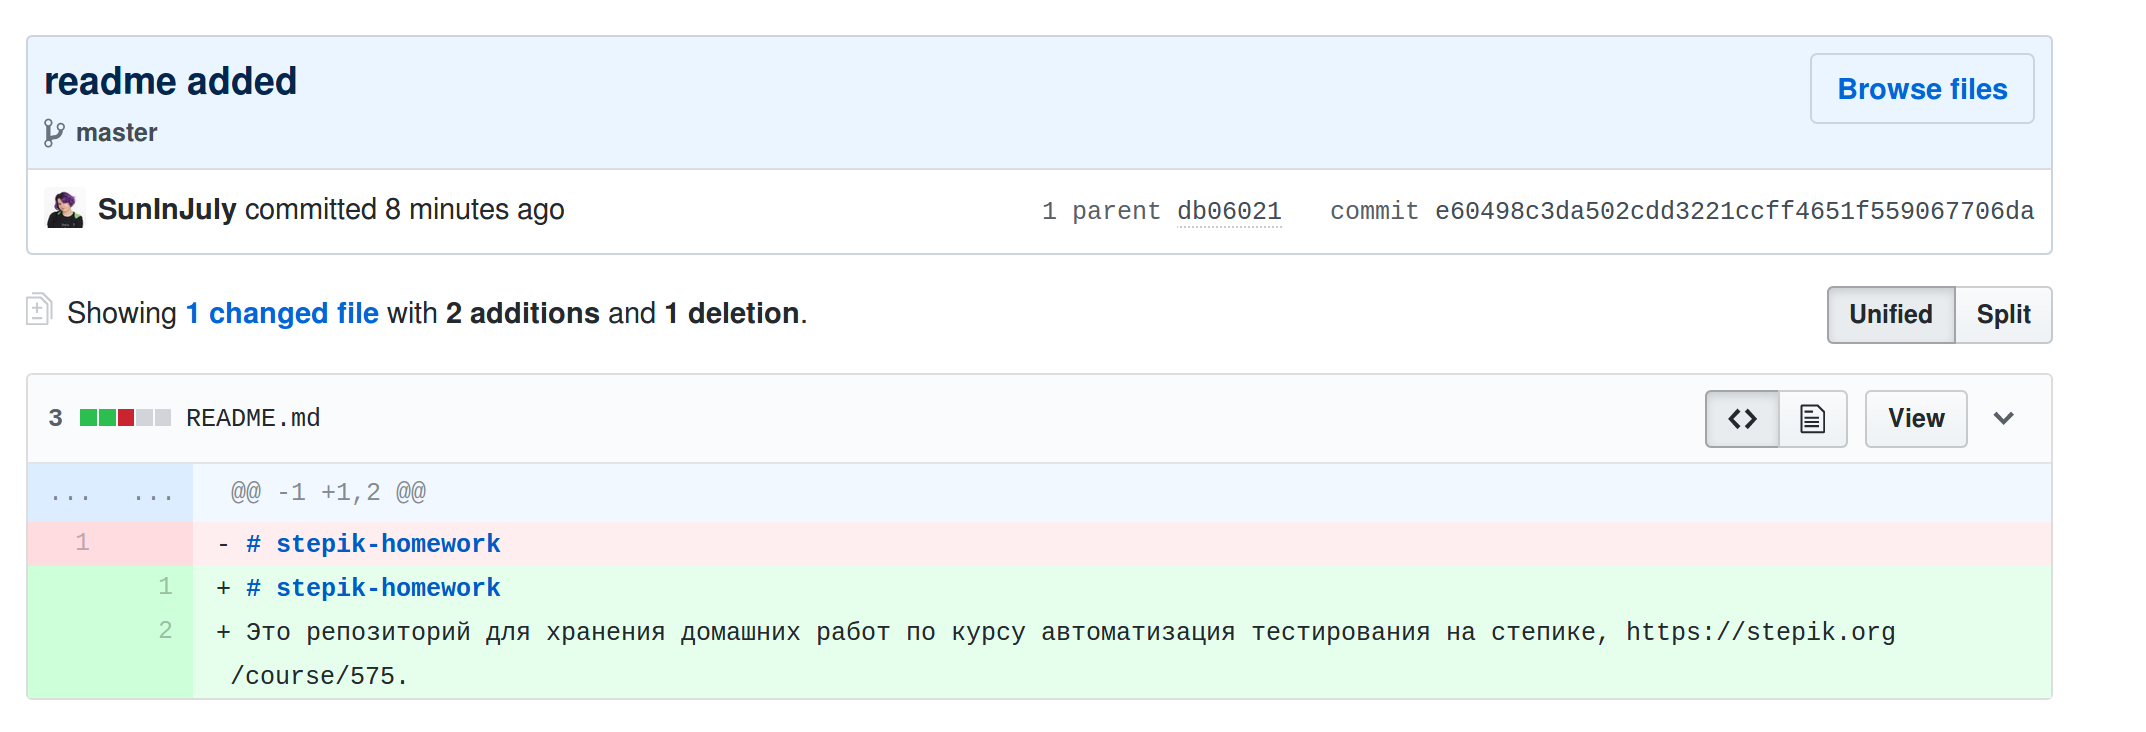 readme added
Browse files
master
SunInJuly committed 8 minutes ago
1 parent db06021 commit e60498c3da502cdd3221ccff4651f559067706da
Showing 1 changed file with 2 additions and 1 deletion.
Unified Split
3 README.md
View
... ... @@ -1 +1,2 @@
1 - # stepik-homework
1 + # stepik-homework
2 + Это репозиторий для хранения домашних работ по курсу автоматизация тестирования на степике, https://stepik.org
/course/575.